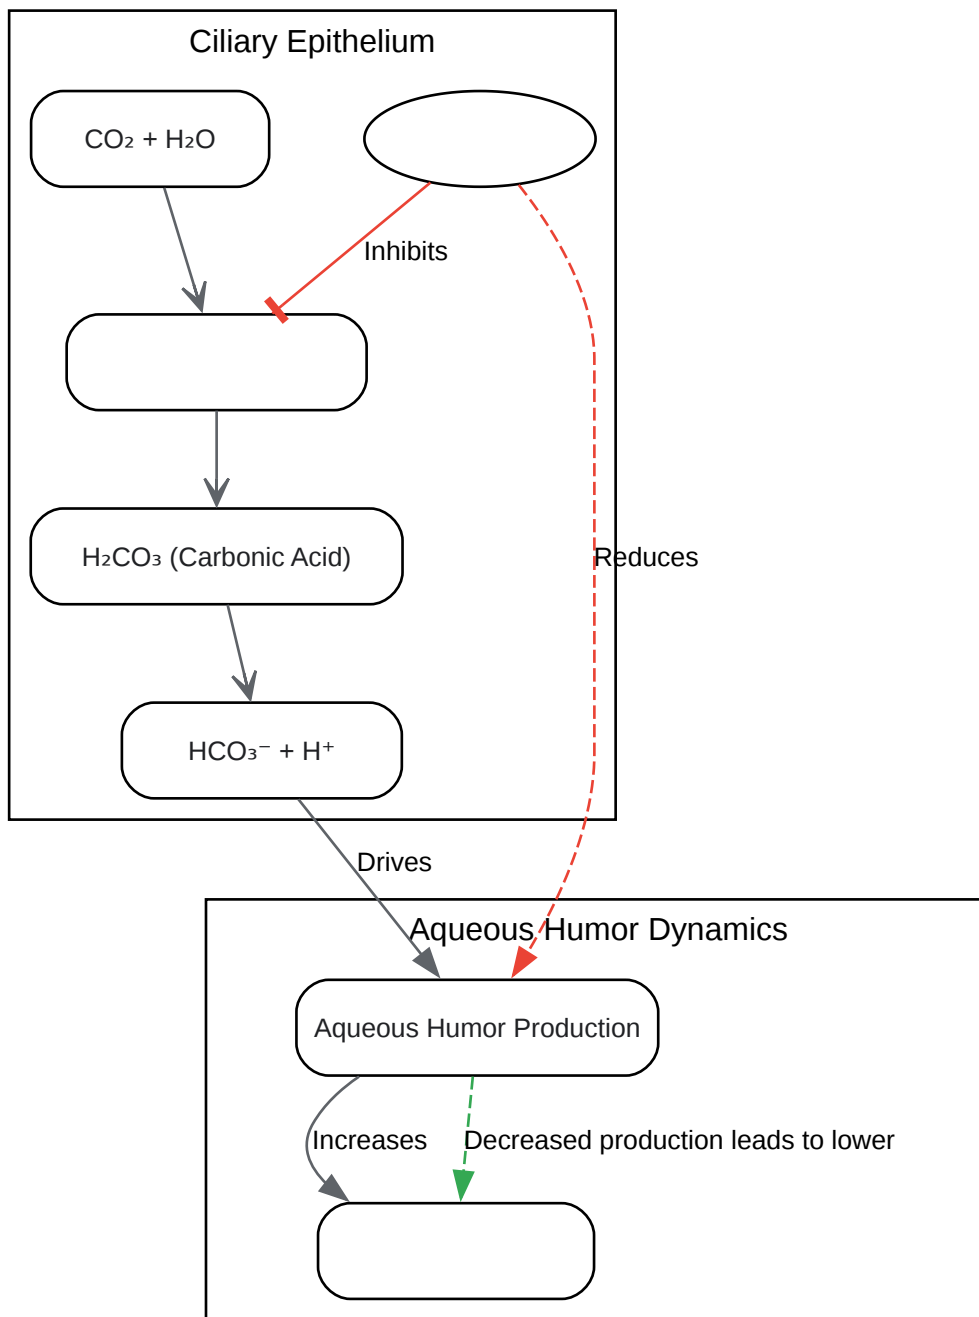 Ciliary Epithelium
CO₂ + H₂O
Inhibits
H₂CO₃ (Carbonic Acid)
Reduces
HCO₃⁻ + H⁺
Drives
Aqueous Humor Dynamics
Aqueous Humor Production
Increases
Decreased production leads to lower